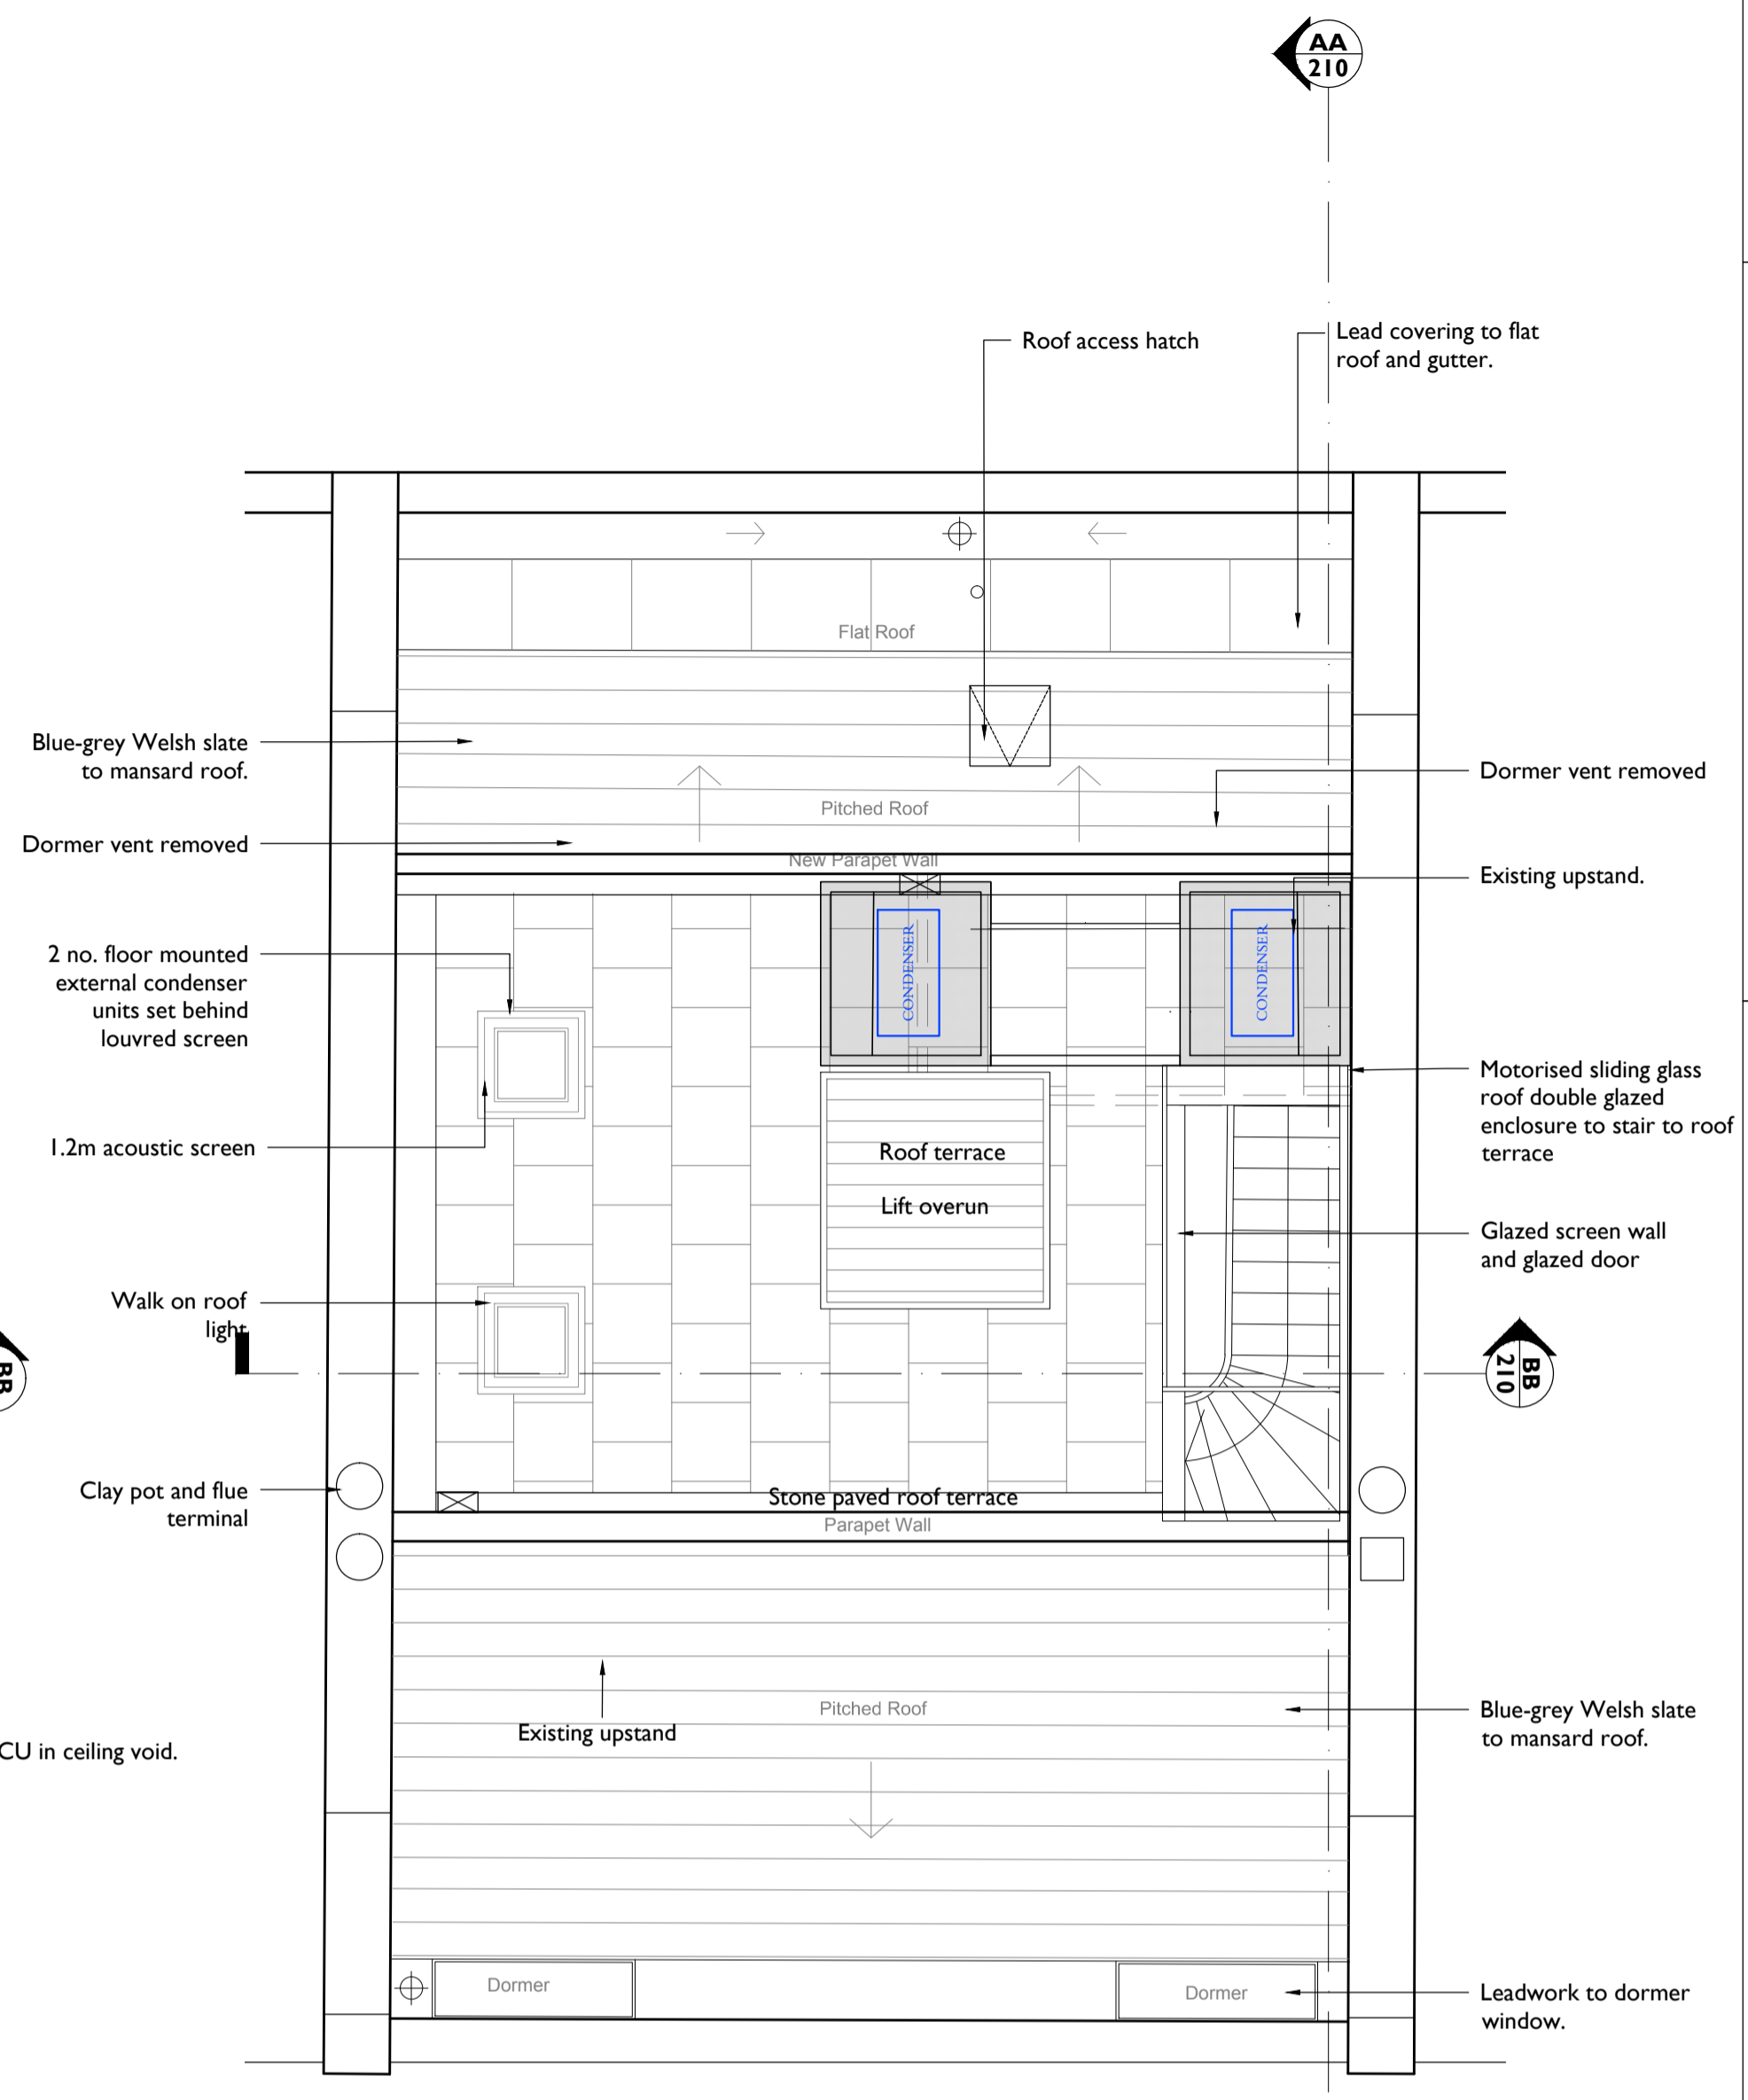 AA
210
Roof access hatch
Lead covering to flat
roof and gutter.
Flat Roof
Blue-grey Welsh slate
to mansard roof.
Dormer vent removed
Pitched Roof
Dormer vent removed
New Parapet Wall
Existing upstand.
2 no. floor mounted
external condenser
units set behind
louvred screen
CONDENSER
CONDENSER
Motorised sliding glass
roof double glazed
enclosure to stair to roof
terrace
1.2m acoustic screen
Roof terrace
Lift overun
Glazed screen wall
and glazed door
Walk on roof
light
BB
BB
210
Clay pot and flue
terminal
Stone paved roof terrace
Parapet Wall
Existing upstand
Pitched Roof
Blue-grey Welsh slate
to mansard roof.
CU in ceiling void.
Dormer
Dormer
Leadwork to dormer
window.